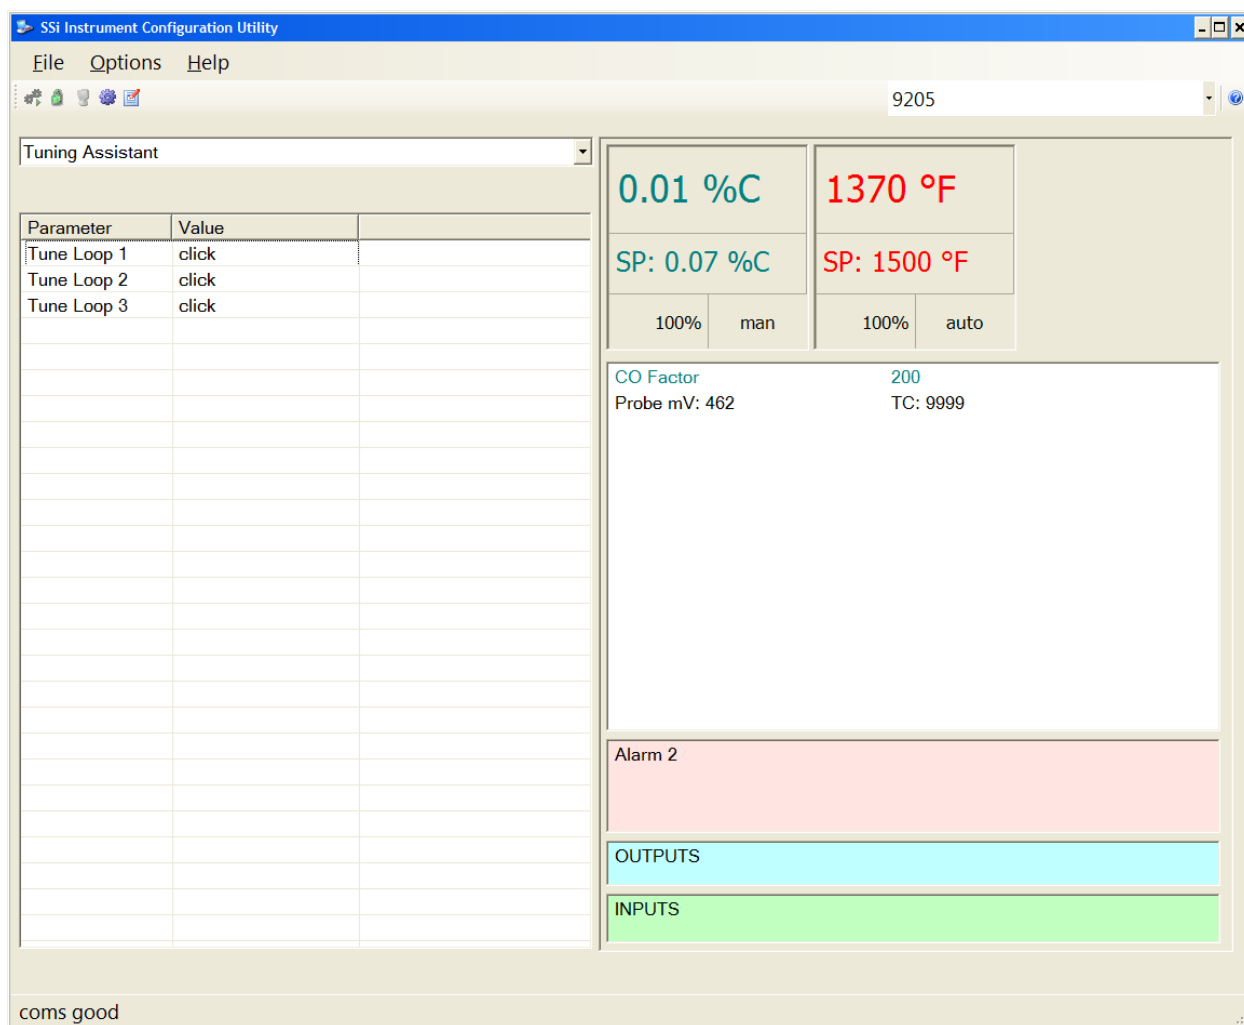 SSi Instrument Configuration Utility
File Options Help
9205
Tuning Assistant
Parameter Value
Tune Loop 1 click
Tune Loop 2 click
Tune Loop 3 click
0.01 %C
SP: 0.07 %C
100% man
1370 °F
SP: 1500 °F
100% auto
CO Factor 200
Probe mV: 462 TC: 9999
Alarm 2
OUTPUTS
INPUTS
coms good